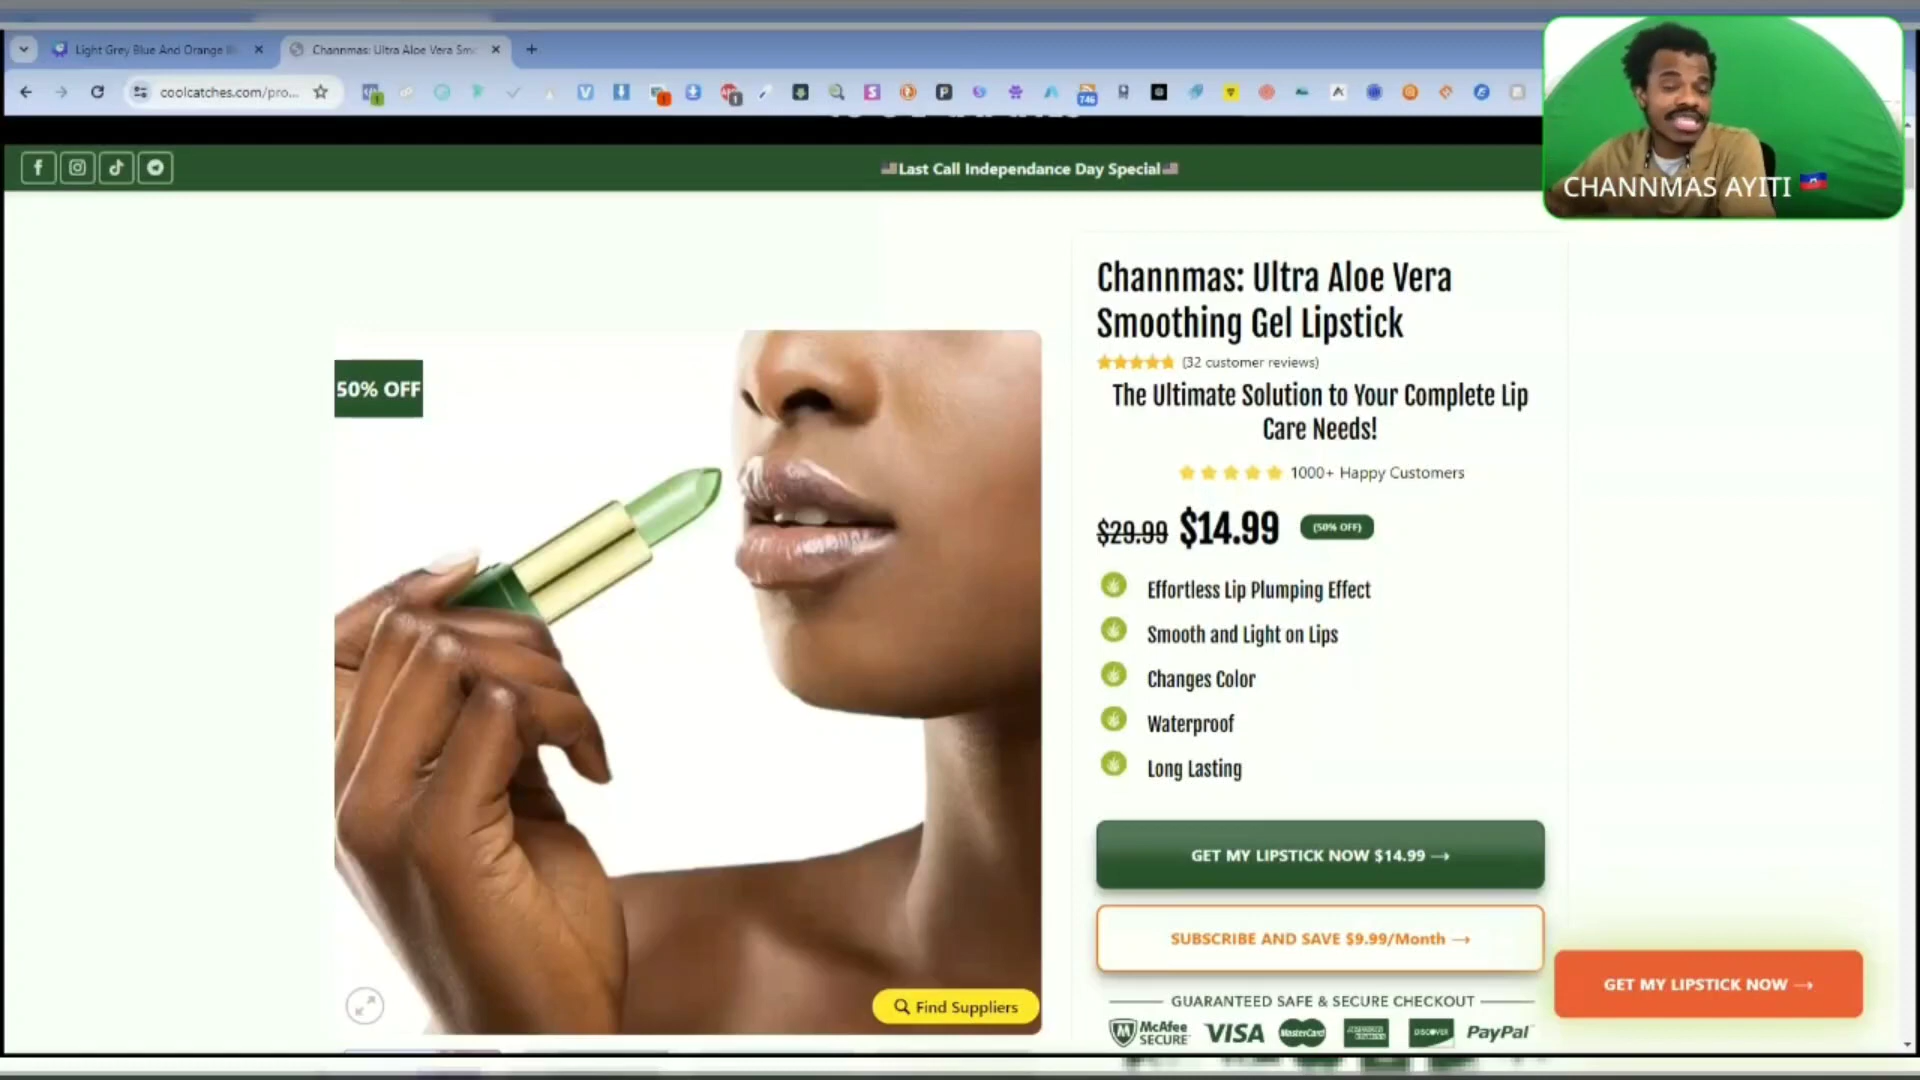 Light Grey Blue And Orange
Channmas: Ultra Aloe Vera Smo
coolcatches.com/pro...
746
Last Call Independance Day Special
CHANNMAS AYITI
Channmas: Ultra Aloe Vera
Smoothing Gel Lipstick
(32 customer reviews)
The Ultimate Solution to Your Complete Lip
Care Needs!
1000+ Happy Customers
$29.99 $14.99 (50% OFF)
50% OFF
Effortless Lip Plumping Effect
Smooth and Light on Lips
Changes Color
Waterproof
Long Lasting
GET MY LIPSTICK NOW $14.99 →
SUBSCRIBE AND SAVE $9.99/Month →
GET MY LIPSTICK NOW →
Find Suppliers
GUARANTEED SAFE & SECURE CHECKOUT
McAfee SECURE VISA MasterCard DISCOVER PayPal